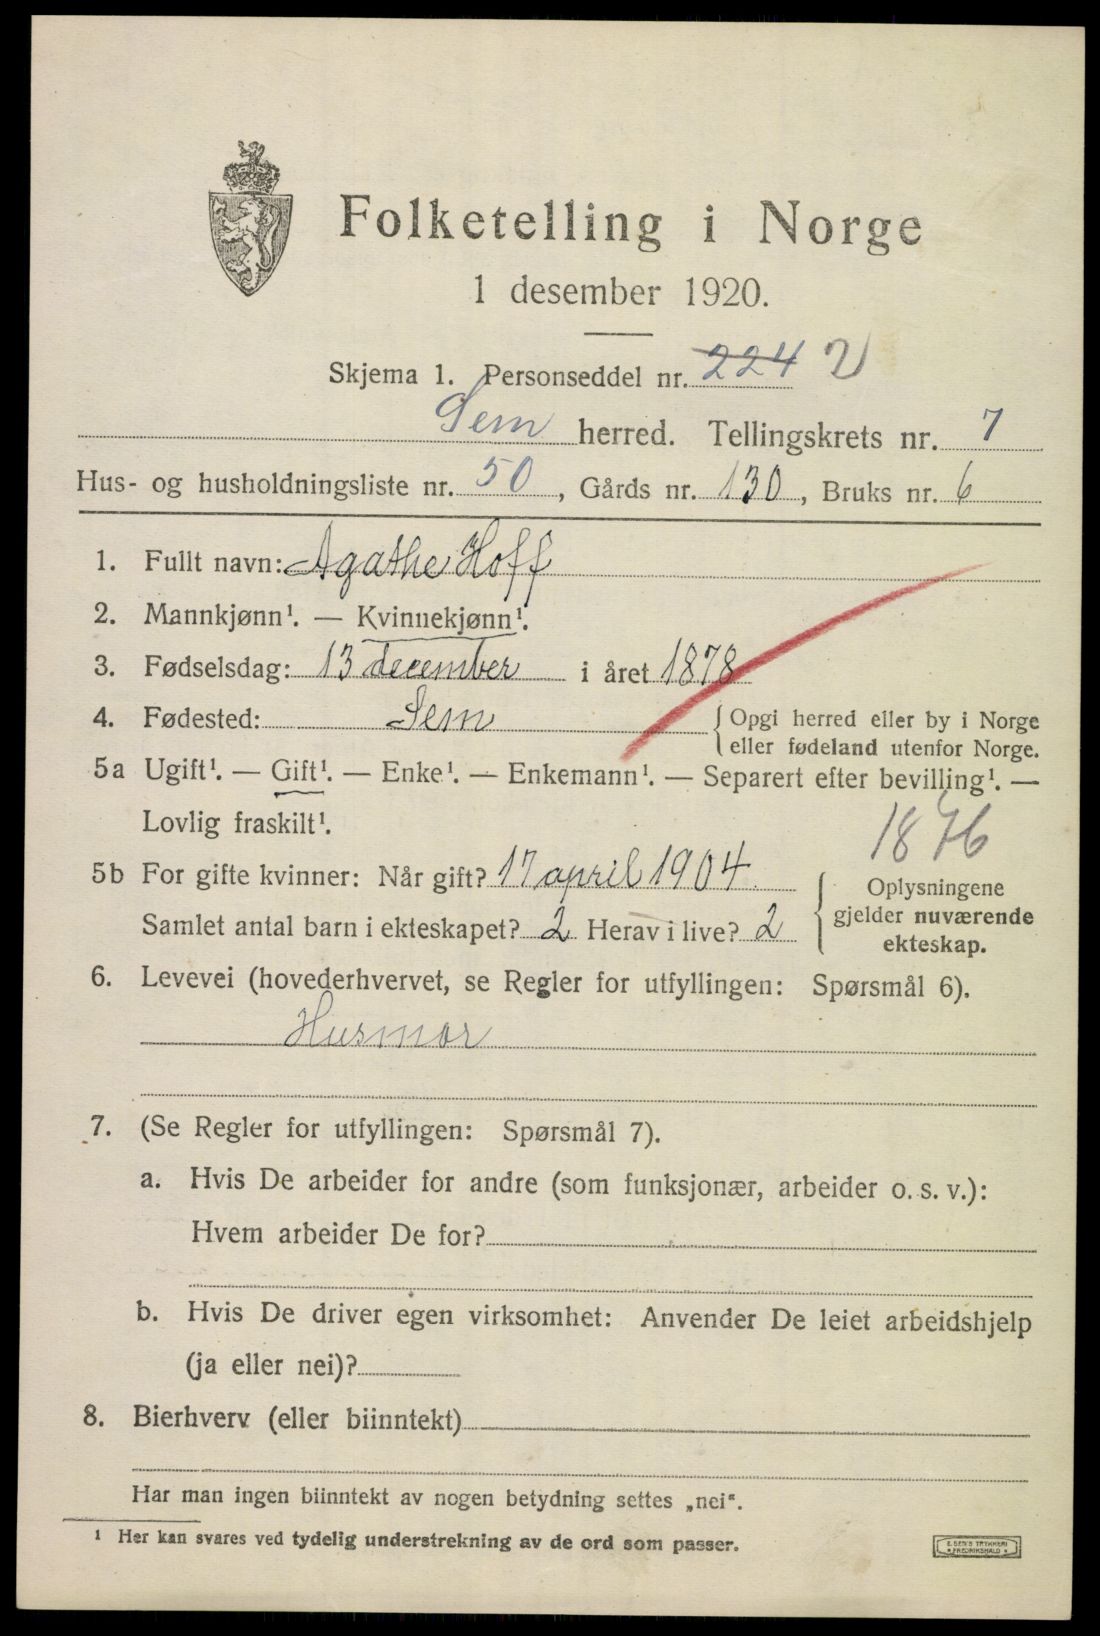 Folketelling i Norge
1 desember 1920.
Skjema 1. Personseddel nr. 224 2
Sem herred. Tellingskrets nr. 7
Hus- og husholdningsliste nr. 50, Gårds nr. 130, Bruks nr. 6
1. Fullt navn: Agathe Hoff
2. Mannkjønn¹. — Kvinnekjønn¹.
3. Fødselsdag: 13 december i året 1878
4. Fødested: Sem { Opgi herred eller by i Norge
eller fødeland utenfor Norge.
5a Ugift¹. — Gift¹. — Enke¹. — Enkemann¹. — Separert efter bevilling¹. —
Lovlig fraskilt¹.
1876
5b For gifte kvinner: Når gift? 17 april 1904.
Samlet antal barn i ekteskapet? 2 Herav i live? 2
{ Oplysningene
gjelder nuværende
ekteskap.
6. Levevei (hovederhvervet, se Regler for utfyllingen: Spørsmål 6).
Husmor
7. (Se Regler for utfyllingen: Spørsmål 7).
a. Hvis De arbeider for andre (som funksjonær, arbeider o. s. v.):
Hvem arbeider De for?
b. Hvis De driver egen virksomhet: Anvender De leiet arbeidshjelp
(ja eller nei)?
8. Bierhverv (eller biinntekt)
Har man ingen biinntekt av nogen betydning settes „nei“.
¹ Her kan svares ved tydelig understrekning av de ord som passer.
E. SEM'S TRYKKERI
FREDRIKSHALD